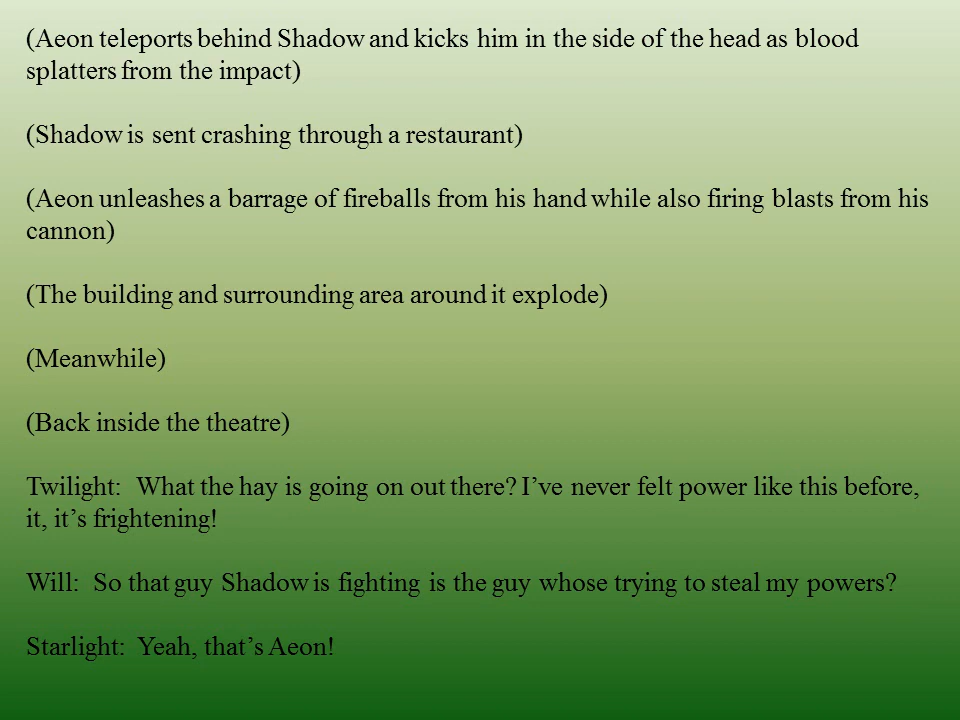 (Aeon teleports behind Shadow and kicks him in the side of the head as blood
splatters from the impact)
(Shadow is sent crashing through a restaurant)
(Aeon unleashes a barrage of fireballs from his hand while also firing blasts from his
cannon)
(The building and surrounding area around it explode)
(Meanwhile)
(Back inside the theatre)
Twilight:  What the hay is going on out there? I’ve never felt power like this before,
it, it’s frightening!
Will:  So that guy Shadow is fighting is the guy whose trying to steal my powers?
Starlight:  Yeah, that’s Aeon!